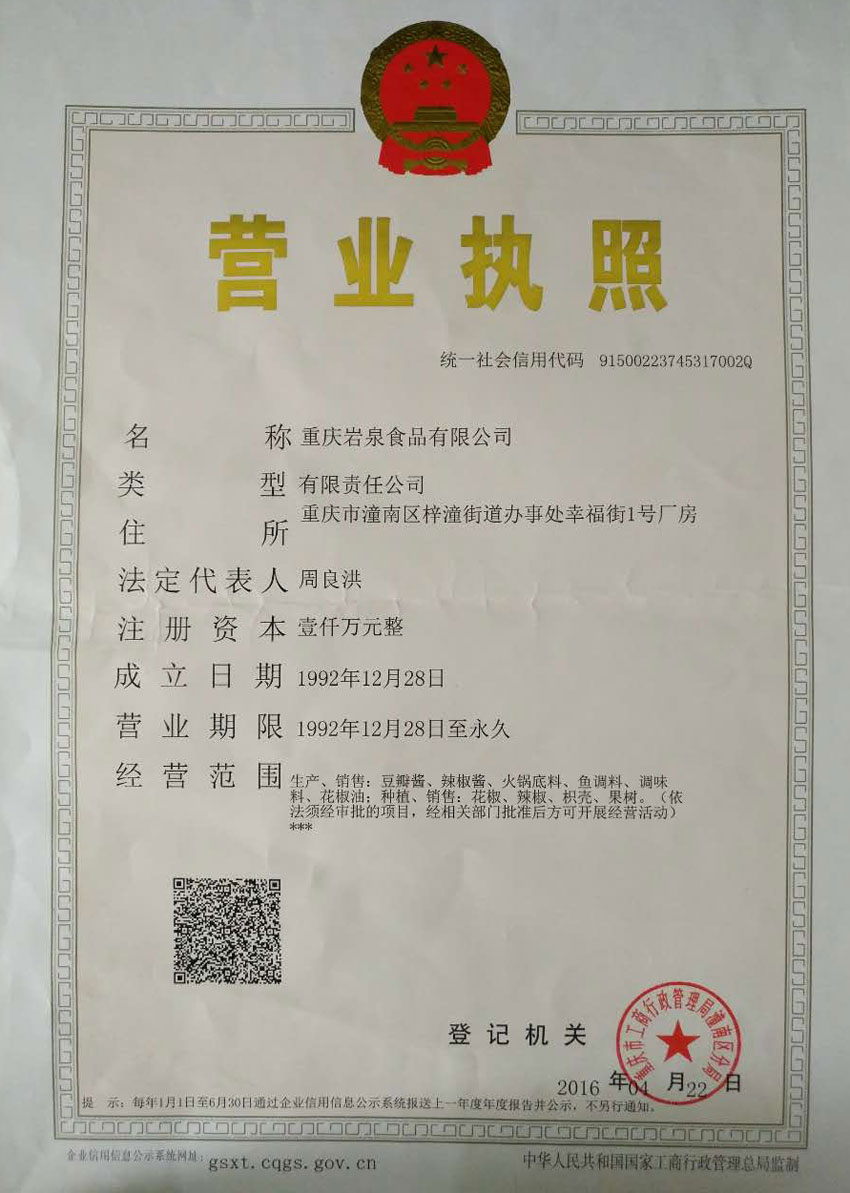 营业执照
统一社会信用代码 91500223745317002Q
名称 重庆岩泉食品有限公司
类型 有限责任公司
住所 重庆市潼南区梓潼街道办事处幸福街1号厂房
法定代表人 周良洪
注册资本 壹仟万元整
成立日期 1992年12月28日
营业期限 1992年12月28日至永久
经营范围 生产、销售：豆瓣酱、辣椒酱、火锅底料、鱼调料、调味
料、花椒油；种植、销售：花椒、辣椒、枳壳、果树。（依
法须经审批的项目，经相关部门批准后方可开展经营活动）
***
登记机关
重庆市工商行政管理局潼南区分局
2016年04月22日
提示：每年1月1日至6月30日通过企业信用信息公示系统报送上一年度年度报告并公示，不另行通知。
企业信用信息公示系统网址：gsxt.cqgs.gov.cn
中华人民共和国国家工商行政管理总局监制